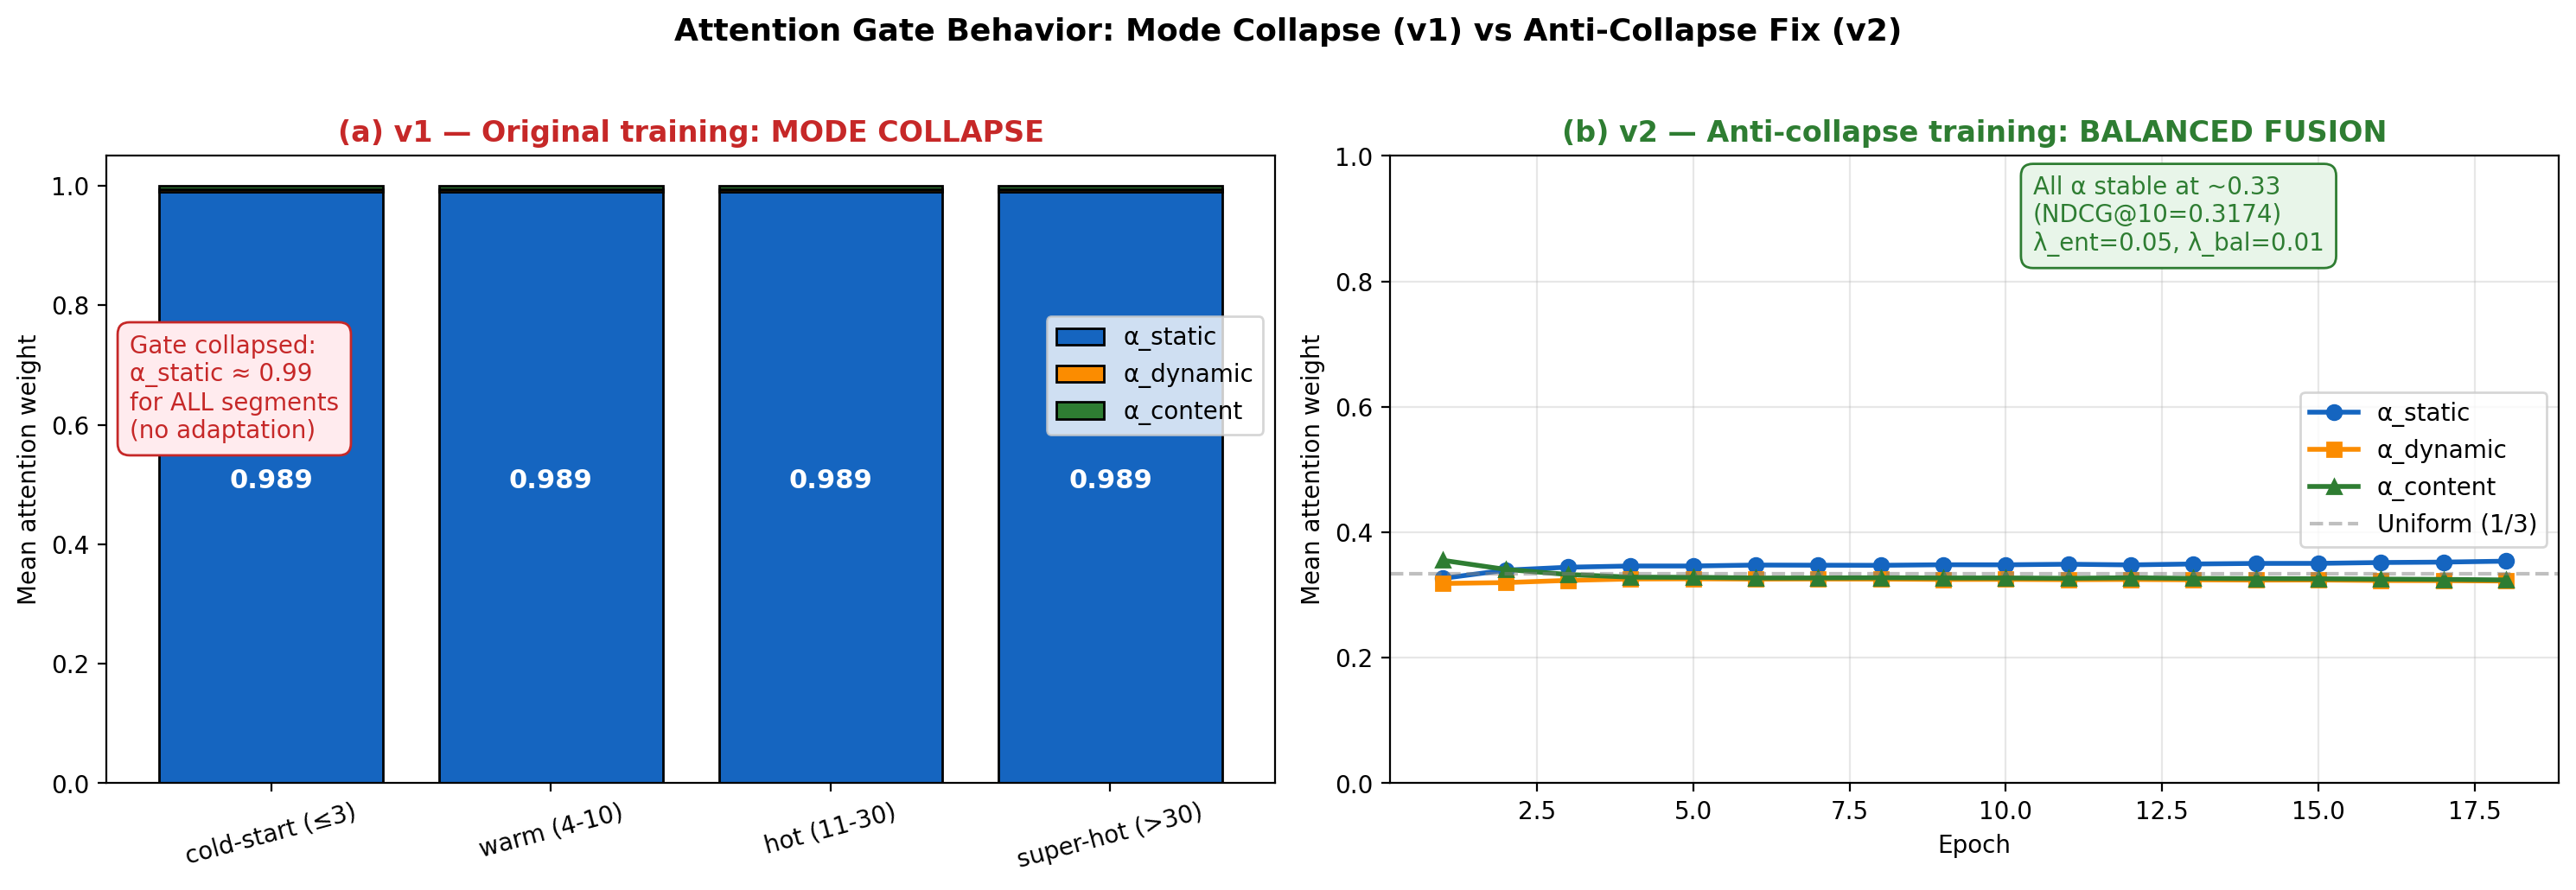 Attention Gate Behavior: Mode Collapse (v1) vs Anti-Collapse Fix (v2)
(a) v1 — Original training: MODE COLLAPSE
Mean attention weight
1.0
0.8
0.6
0.4
0.2
0.0
Gate collapsed:
α_static ≈ 0.99
for ALL segments
(no adaptation)
α_static
α_dynamic
α_content
0.989
0.989
0.989
0.989
cold-start (≤3)
warm (4-10)
hot (11-30)
super-hot (>30)
(b) v2 — Anti-collapse training: BALANCED FUSION
Mean attention weight
1.0
0.8
0.6
0.4
0.2
0.0
All α stable at ~0.33
(NDCG@10=0.3174)
λ_ent=0.05, λ_bal=0.01
α_static
α_dynamic
α_content
Uniform (1/3)
2.5
5.0
7.5
10.0
12.5
15.0
17.5
Epoch